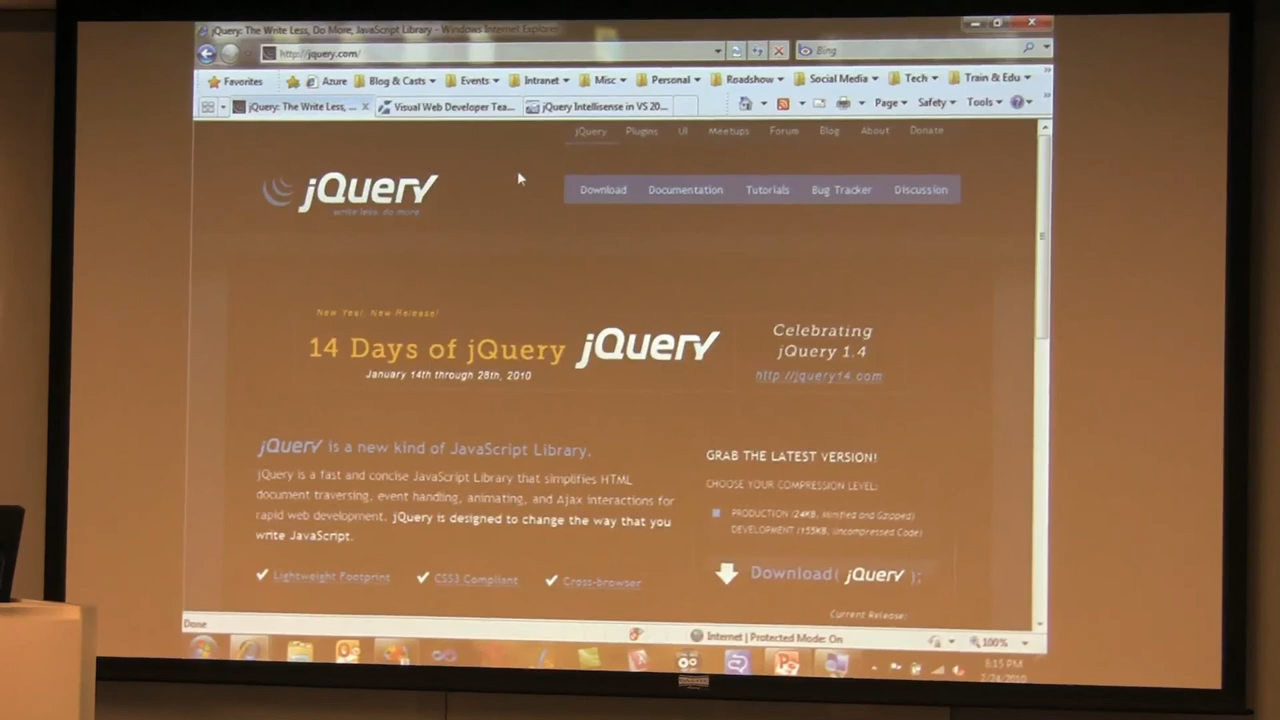 jQuery: The Write Less, Do More, JavaScript Library - Windows Internet Explorer
http://jquery.com/
Bing
Favorites Azure Blog & Casts Events Intranet Misc Personal Roadshow Social Media Tech Train & Edu
jQuery: The Write Less, ... Visual Web Developer Tea... jQuery Intellisense in VS 20... Page Safety Tools
jQuery Plugins UI Meetups Forum Blog About Donate
jQuery
write less, do more
Download Documentation Tutorials Bug Tracker Discussion
New Year, New Release!
14 Days of jQuery jQuery
January 14th through 28th, 2010
Celebrating
jQuery 1.4
http://jquery14.com
jQuery is a new kind of JavaScript Library.
jQuery is a fast and concise JavaScript Library that simplifies HTML
document traversing, event handling, animating, and Ajax interactions for
rapid web development. jQuery is designed to change the way that you
write JavaScript.
Lightweight Footprint CSS3 Compliant Cross-browser
GRAB THE LATEST VERSION!
CHOOSE YOUR COMPRESSION LEVEL:
PRODUCTION (24KB, Minified and Gzipped)
DEVELOPMENT (155KB, Uncompressed Code)
Download( jQuery );
Current Release:
Done Internet | Protected Mode: On 100%
8:15 PM
2/24/2010